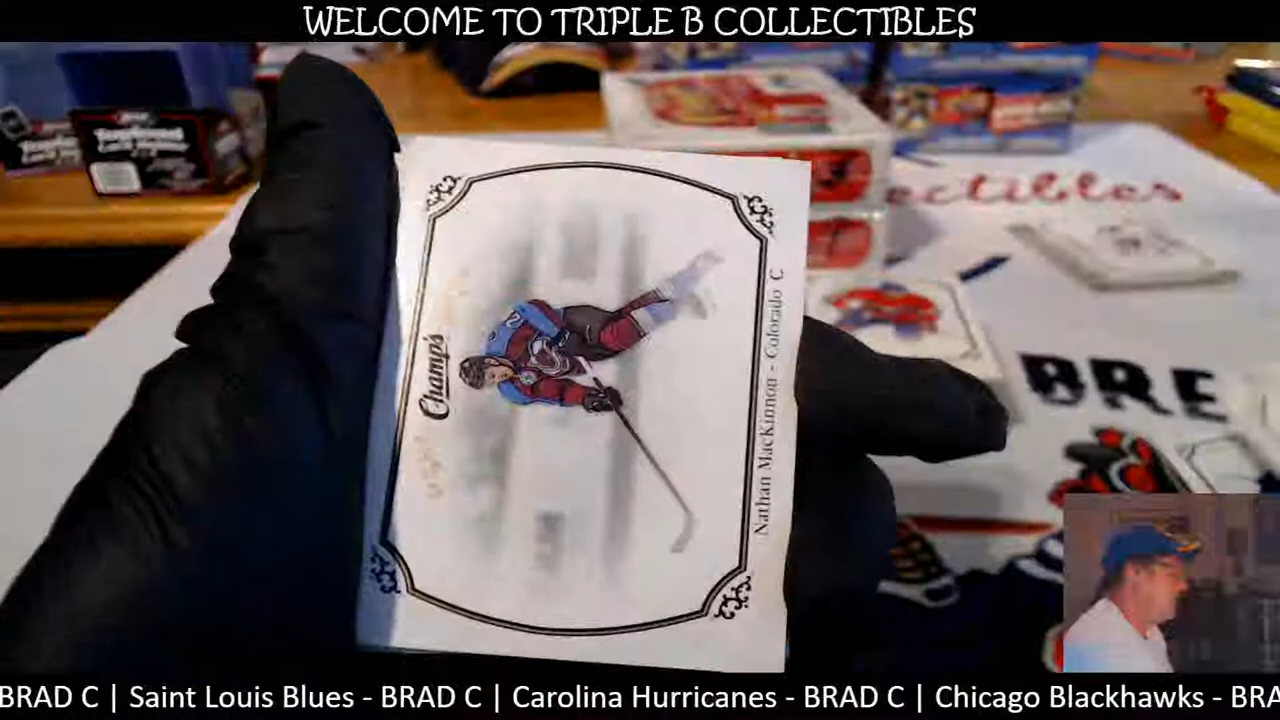 WELCOME TO TRIPLE B COLLECTIBLES
ectibles
Champ's
Nathan MacKinnon - Colorado C
BRE
BRAD C | Saint Louis Blues - BRAD C | Carolina Hurricanes - BRAD C | Chicago Blackhawks - BRA